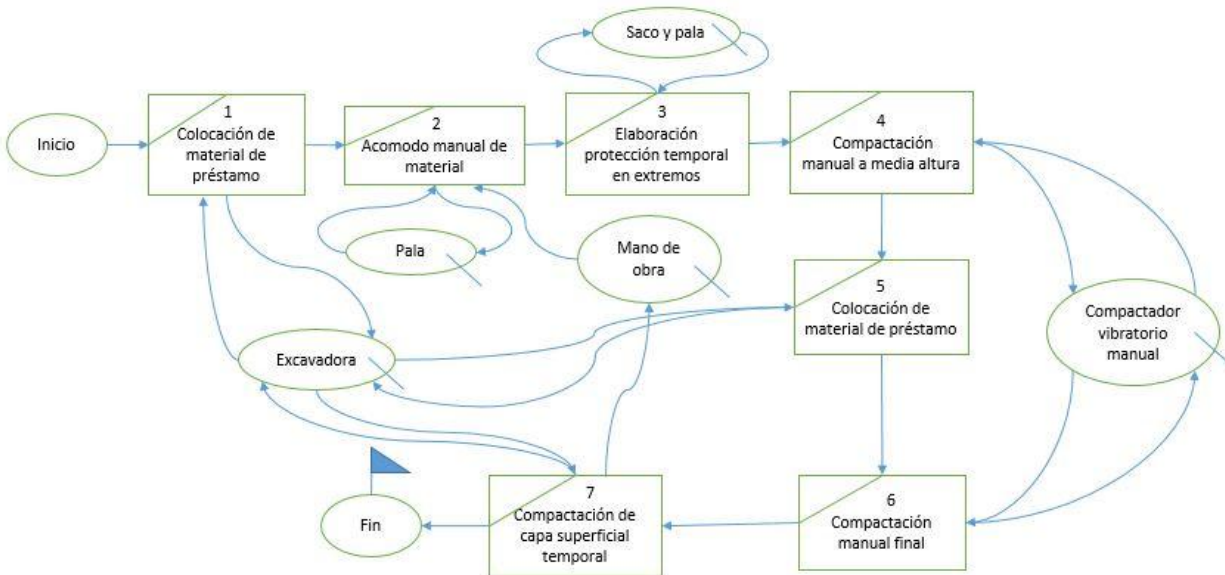 Saco y pala
Inicio
1
Colocación de
material de
préstamo
2
Acomodo manual de
material
3
Elaboración
protección temporal
en extremos
4
Compactación
manual a media altura
Pala
Mano de
obra
5
Colocación de
material de préstamo
Compactador
vibratorio
manual
Excavadora
Fin
7
Compactación de
capa superficial
temporal
6
Compactación
manual final